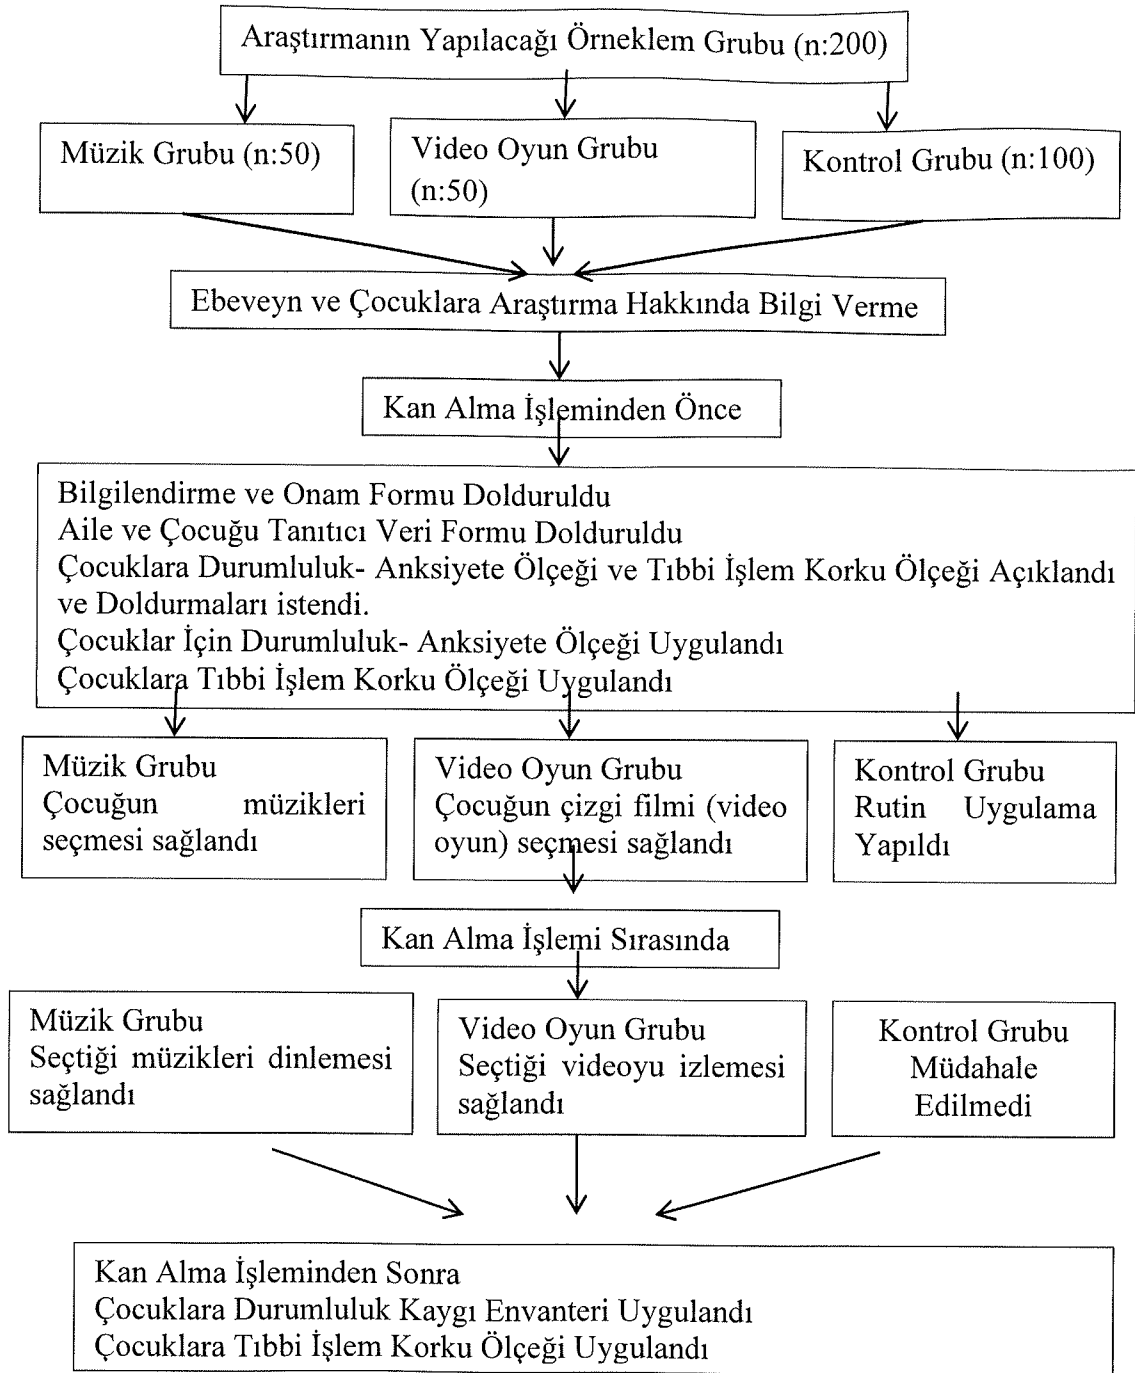 Araştırmanın Yapılacağı Örneklem Grubu (n:200)
Müzik Grubu (n:50)
Video Oyun Grubu
(n:50)
Kontrol Grubu (n:100)
Ebeveyn ve Çocuklara Araştırma Hakkında Bilgi Verme
Kan Alma İşleminden Önce
Bilgilendirme ve Onam Formu Dolduruldu
Aile ve Çocuğu Tanıtıcı Veri Formu Dolduruldu
Çocuklara Durumluluk- Anksiyete Ölçeği ve Tıbbi İşlem Korku Ölçeği Açıklandı
ve Doldurmaları istendi.
Çocuklar İçin Durumluluk- Anksiyete Ölçeği Uygulandı
Çocuklara Tıbbi İşlem Korku Ölçeği Uygulandı
Müzik Grubu
Çocuğun müzikleri
seçmesi sağlandı
Video Oyun Grubu
Çocuğun çizgi filmi (video
oyun) seçmesi sağlandı
Kontrol Grubu
Rutin Uygulama
Yapıldı
Kan Alma İşlemi Sırasında
Müzik Grubu
Seçtiği müzikleri dinlemesi
sağlandı
Video Oyun Grubu
Seçtiği videoyu izlemesi
sağlandı
Kontrol Grubu
Müdahale
Edilmedi
Kan Alma İşleminden Sonra
Çocuklara Durumluluk Kaygı Envanteri Uygulandı
Çocuklara Tıbbi İşlem Korku Ölçeği Uygulandı